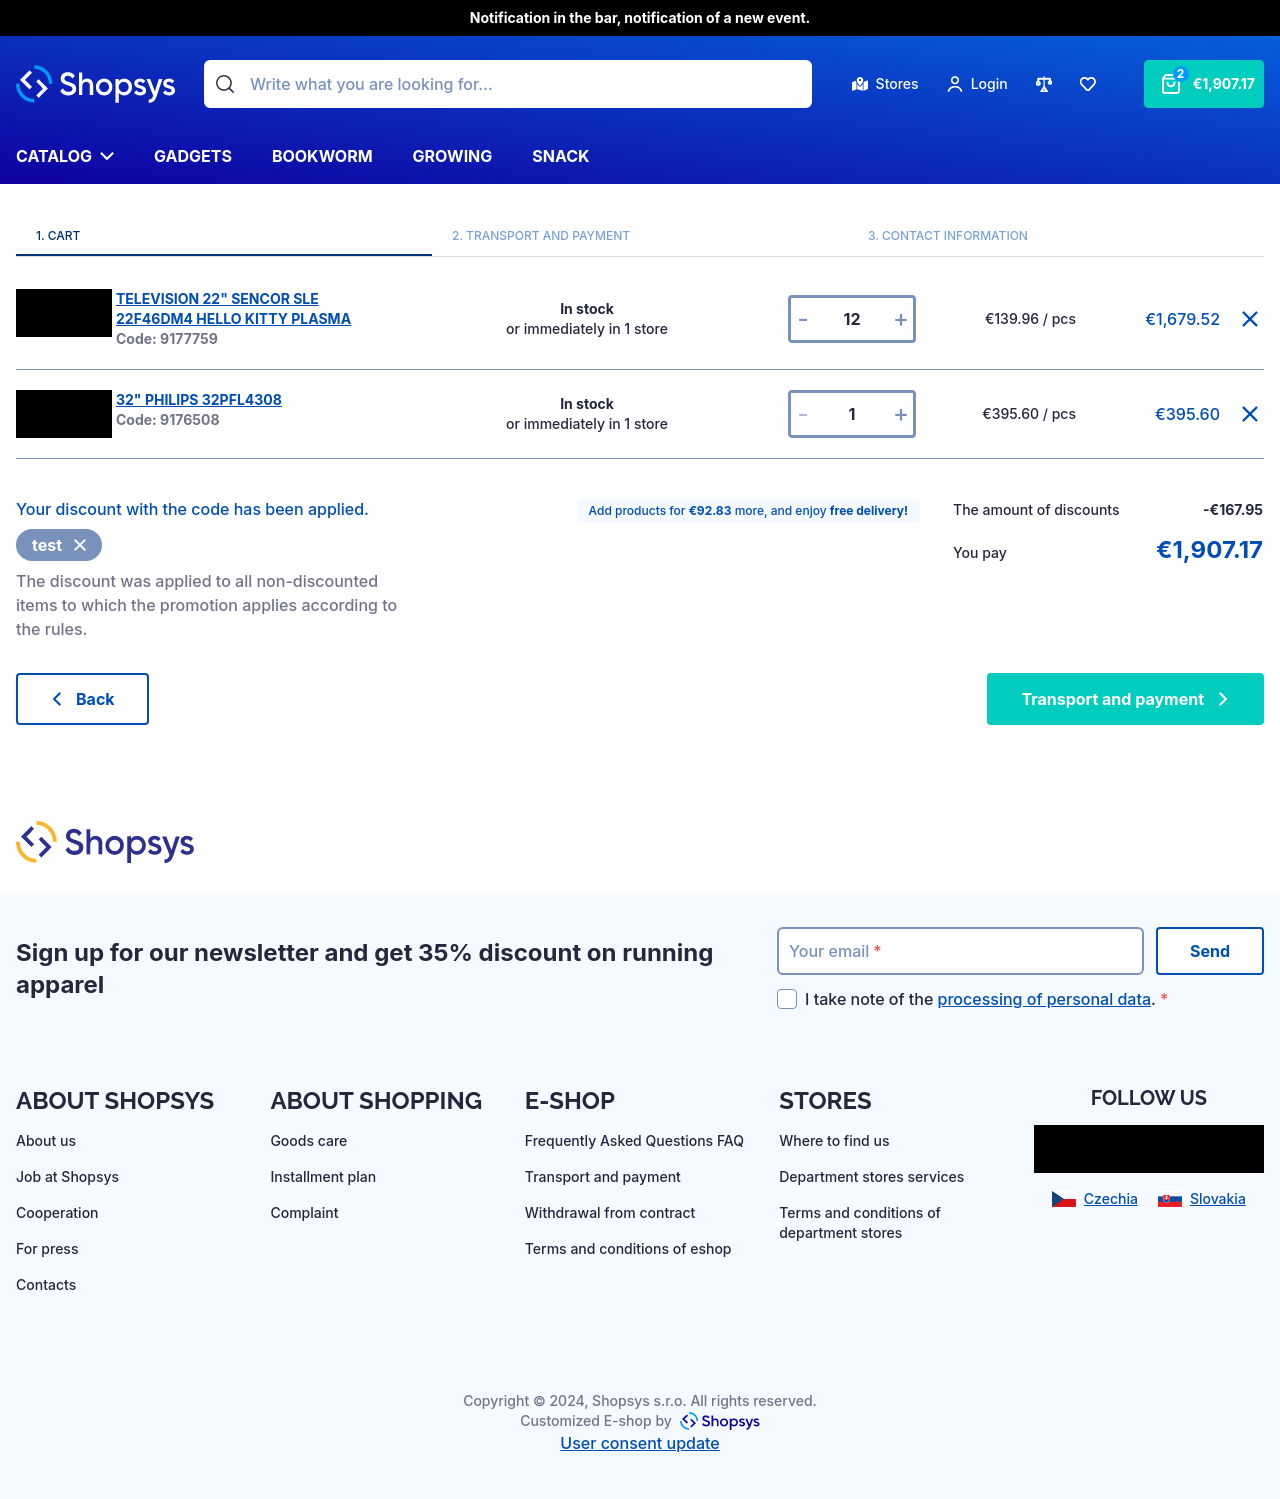 Notification in the bar, notification of a new event.
Shopsys
Write what you are looking for...
Stores
Login
2
€1,907.17
CATALOG
GADGETS
BOOKWORM
GROWING
SNACK
1. CART
2. TRANSPORT AND PAYMENT
3. CONTACT INFORMATION
TELEVISION 22" SENCOR SLE
22F46DM4 HELLO KITTY PLASMA
Code: 9177759
In stock
or immediately in 1 store
- 12 +
€139.96 / pcs
€1,679.52
32" PHILIPS 32PFL4308
Code: 9176508
In stock
or immediately in 1 store
- 1 +
€395.60 / pcs
€395.60
Your discount with the code has been applied.
test
The discount was applied to all non-discounted
items to which the promotion applies according to
the rules.
Add products for €92.83 more, and enjoy free delivery!
The amount of discounts -€167.95
You pay €1,907.17
Back
Transport and payment
Shopsys
Sign up for our newsletter and get 35% discount on running
apparel
Your email *
Send
I take note of the processing of personal data. *
ABOUT SHOPSYS
About us
Job at Shopsys
Cooperation
For press
Contacts
ABOUT SHOPPING
Goods care
Installment plan
Complaint
E-SHOP
Frequently Asked Questions FAQ
Transport and payment
Withdrawal from contract
Terms and conditions of eshop
STORES
Where to find us
Department stores services
Terms and conditions of
department stores
FOLLOW US
Czechia
Slovakia
Copyright © 2024, Shopsys s.r.o. All rights reserved.
Customized E-shop by Shopsys
User consent update